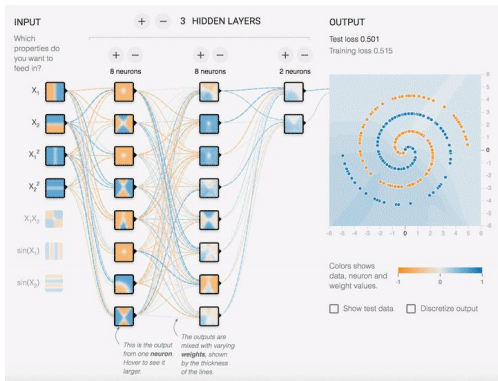 INPUT
Which
properties do
you want to
feed in?
X₁
X₂
X₁²
X₂²
X₁X₂
sin(X₁)
sin(X₂)
+ − 3 HIDDEN LAYERS
+ −
8 neurons
+ −
8 neurons
+ −
2 neurons
This is the output
from one neuron.
Hover to see it
larger.
The outputs are
mixed with varying
weights, shown
by the thickness
of the lines.
OUTPUT
Test loss 0.501
Training loss 0.515
6
5
4
3
2
1
0
-1
-2
-3
-4
-5
-6
-6 -5 -4 -3 -2 -1 0 1 2 3 4 5 6
Colors shows
data, neuron and
weight values.
-1 0 1
Show test data
Discretize output